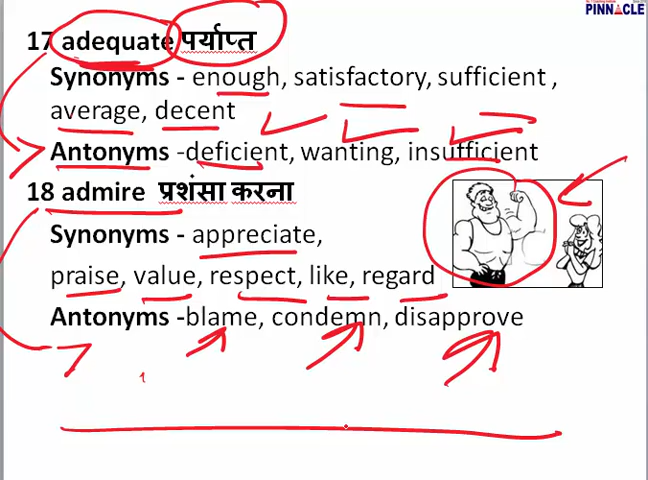 PINNACLE
17 adequate पर्याप्त
Synonyms - enough, satisfactory, sufficient ,
average, decent
Antonyms -deficient, wanting, insufficient
18 admire प्रशंसा करना
Synonyms - appreciate,
praise, value, respect, like, regard
Antonyms -blame, condemn, disapprove